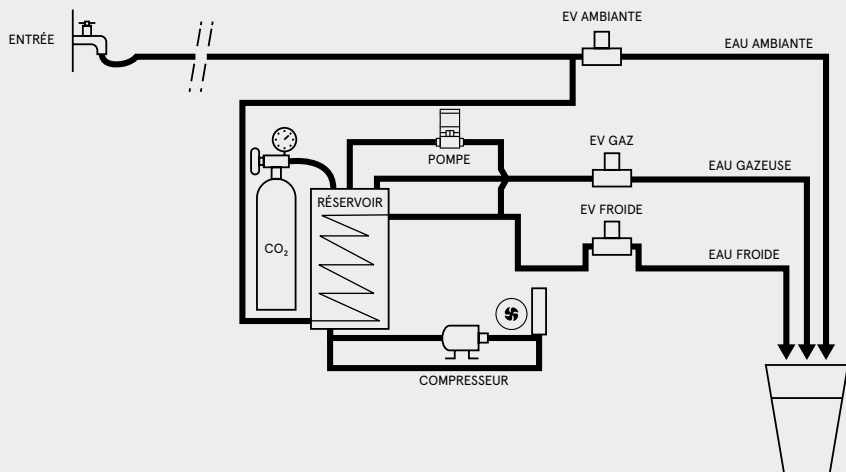 EV AMBIANTE
ENTRÉE
EAU AMBIANTE
EV GAZ
POMPE
EAU GAZEUSE
RÉSERVOIR
EV FROIDE
CO₂
EAU FROIDE
COMPRESSEUR